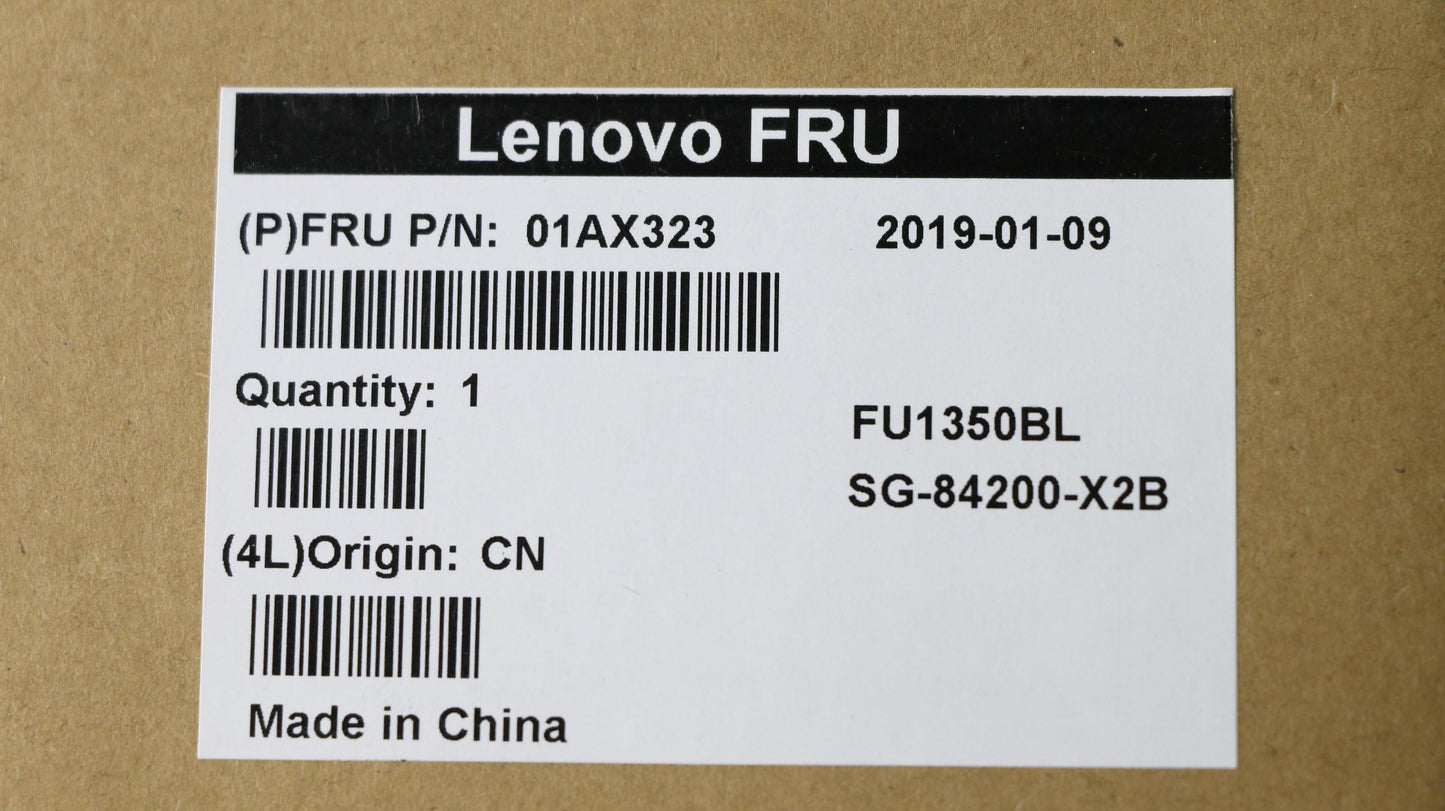 Lenovo FRU
(P)FRU P/N: 01AX323 2019-01-09
Quantity: 1
FU1350BL
SG-84200-X2B
(4L)Origin: CN
Made in China